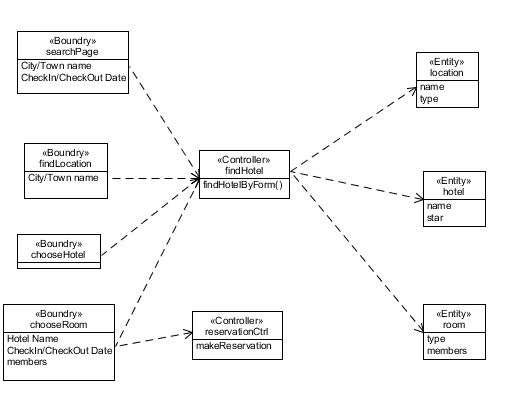 «Boundry»
searchPage
City/Town name
CheckIn/CheckOut Date
«Boundry»
findLocation
City/Town name
«Boundry»
chooseHotel
«Boundry»
chooseRoom
Hotel Name
CheckIn/CheckOut Date
members
«Controller»
findHotel
findHotelByForm()
«Controller»
reservationCtrl
makeReservation
«Entity»
location
name
type
«Entity»
hotel
name
star
«Entity»
room
type
members